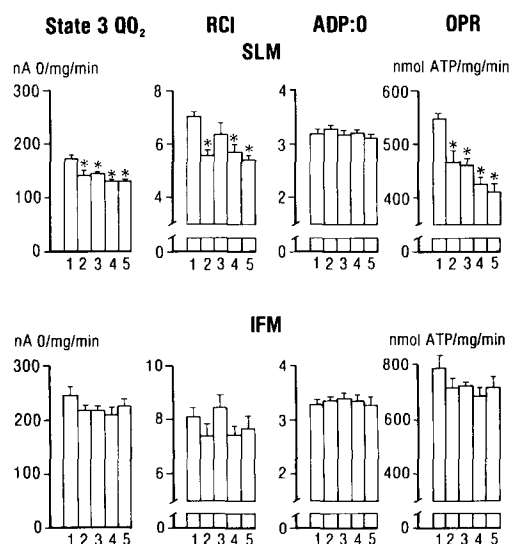 State 3 QO₂ RCI ADP:O OPR
SLM
nA O/mg/min nmol ATP/mg/min
300 8 4 600
200
6 3 500
100
4 2 400
0 0 0 0
1 2 3 4 5 1 2 3 4 5 1 2 3 4 5 1 2 3 4 5
* * * *
* * *
* * * *
IFM
nA O/mg/min nmol ATP/mg/min
300 10 4 800
200 8 3 600
100 6 2 400
300
0 0 0 0
1 2 3 4 5 1 2 3 4 5 1 2 3 4 5 1 2 3 4 5